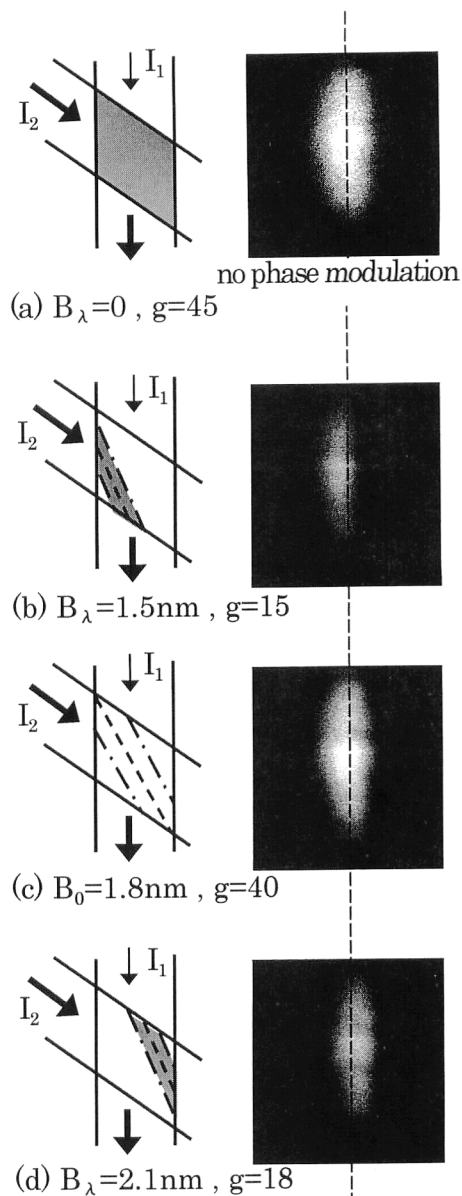 I₁
I₂
no phase modulation
(a) Bλ=0 , g=45
I₁
I₂
(b) Bλ=1.5nm , g=15
I₁
I₂
(c) B₀=1.8nm , g=40
I₁
I₂
(d) Bλ=2.1nm , g=18